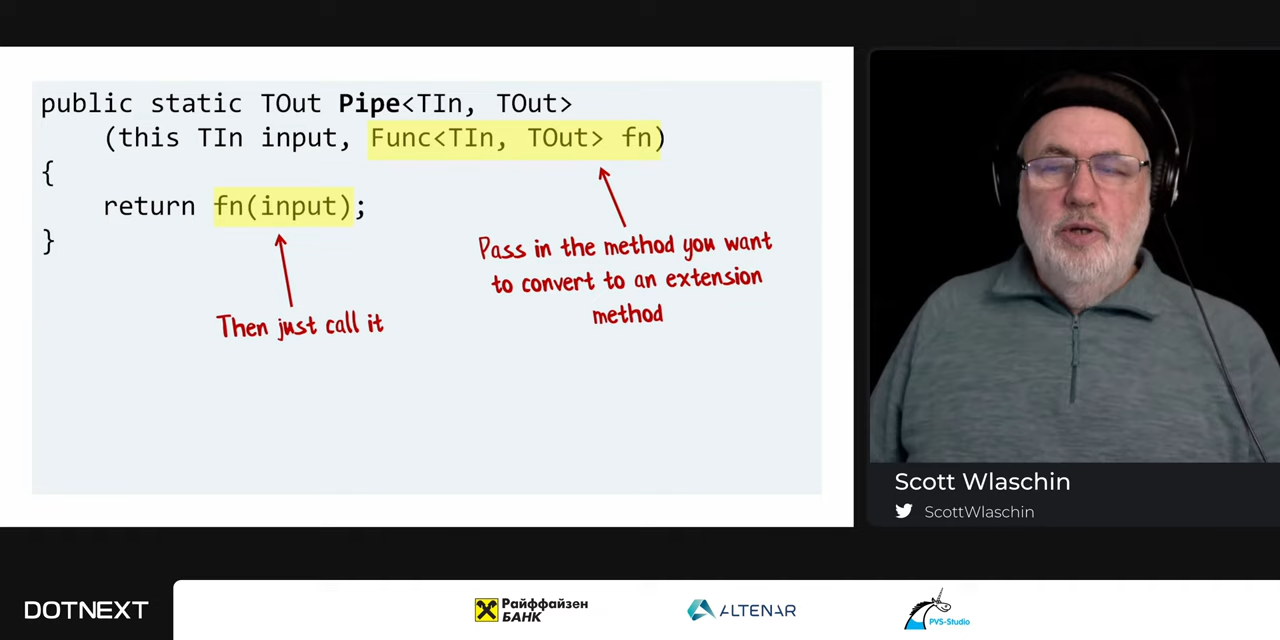 public static TOut Pipe<TIn, TOut>
(this TIn input, Func<TIn, TOut> fn)
{
return fn(input);
}
Pass in the method you want
to convert to an extension
method
Then just call it
Scott Wlaschin
ScottWlaschin
DOTNEXT
Райффайзен
БАНК
ALTENAR
PVS-Studio